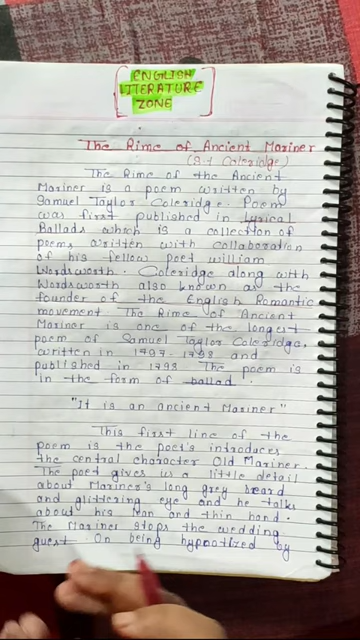 ENGLISH
LITERATURE
ZONE
The Rime of Ancient Mariner
(S.T Coleridge)
The Rime of the Ancient
Mariner is a poem written by
Samuel Taylor Coleridge. Poem
was first published in Lyrical
Ballads which is a collection of
poems written with collaboration
of his fellow poet william
Wordsworth. Coleridge along with
Wordsworth also known as the
founder of the English Romantic
movement. The Rime of Ancient
Mariner is one of the longest
poem of Samuel Taylor Coleridge,
written in 1797-1798 and
published in 1798 The poem is
in the form of ballad.
"It is an ancient Mariner"
This first line of the
poem is the poet's introduces
the central character Old Mariner.
The poet gives us a little detail
about Mariner's long grey beard
and glittering eye and he talks
about his and thin hand.
The Mariner stops the wedding
guest. On being hypnotized by